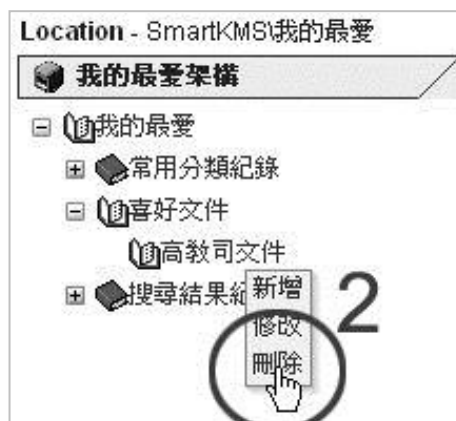 Location - SmartKMS\我的最愛
我的最愛架構
我的最愛
常用分類紀錄
喜好文件
高教司文件
搜尋結果紀
新增
修改
刪除
2